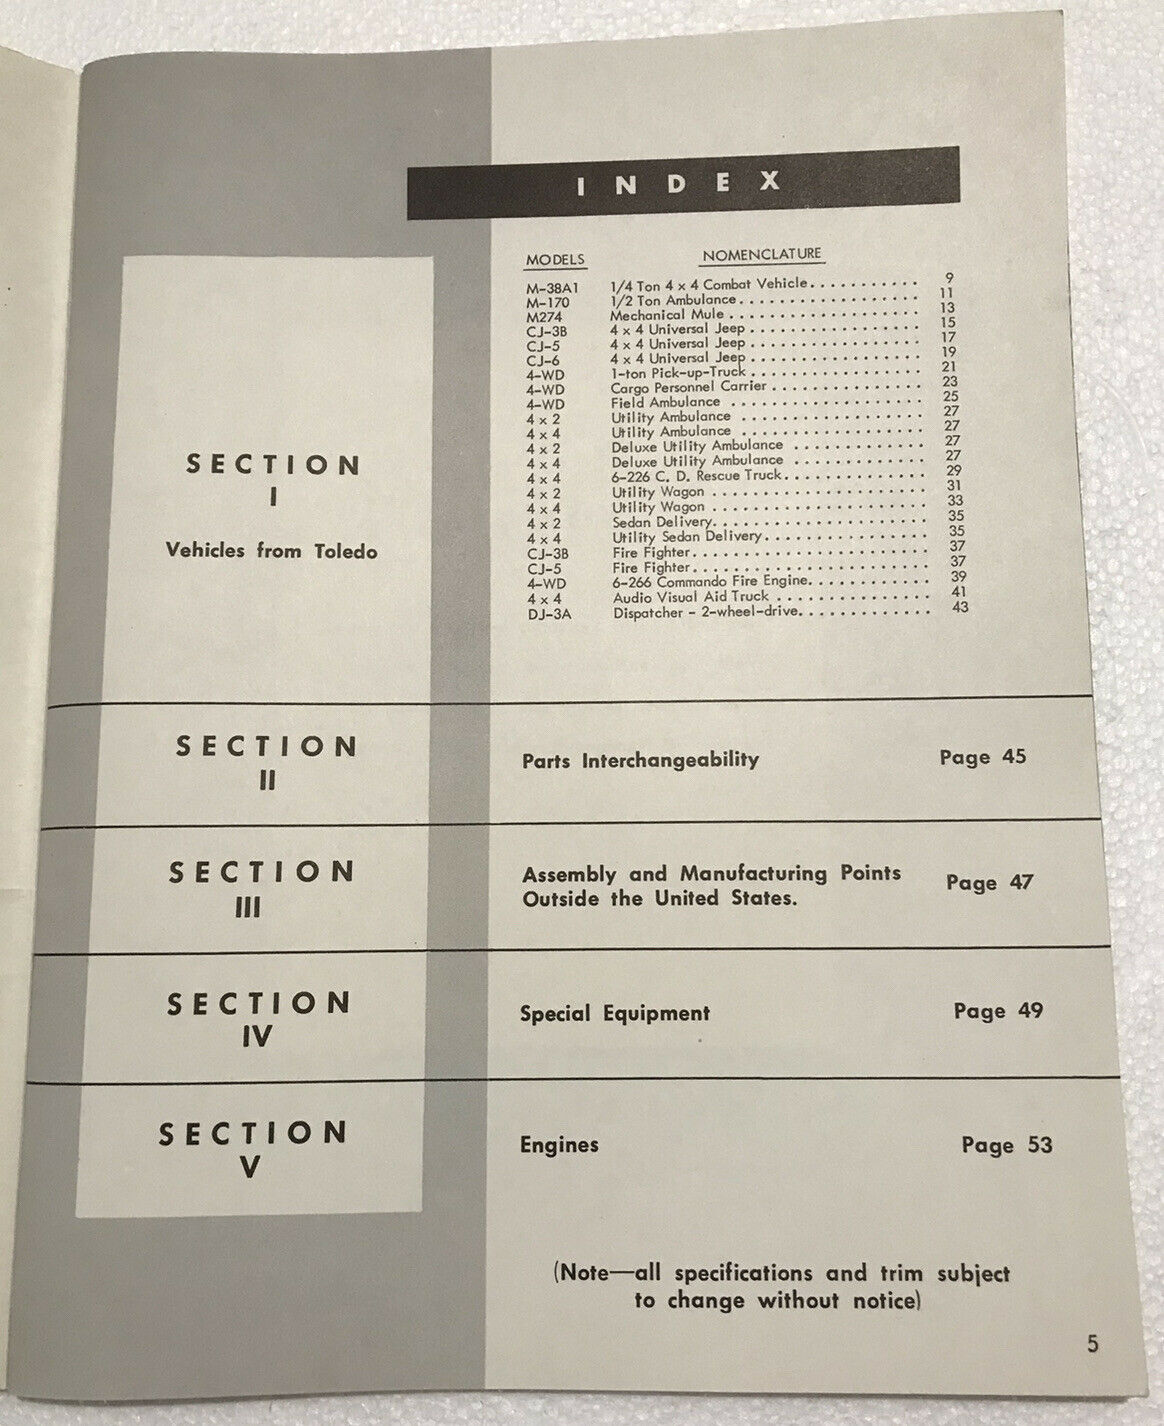 INDEX
MODELS NOMENCLATURE
M-38A1 1/4 Ton 4 x 4 Combat Vehicle........... 9
M-170 1/2 Ton Ambulance.................. 11
M274 Mechanical Mule................... 13
CJ-3B 4 x 4 Universal Jeep................. 15
CJ-5 4 x 4 Universal Jeep................. 17
CJ-6 4 x 4 Universal Jeep................. 19
4-WD 1-ton Pick-up-Truck................. 21
4-WD Cargo Personnel Carrier............... 23
4-WD Field Ambulance................... 25
4 x 2 Utility Ambulance.................. 27
4 x 4 Utility Ambulance.................. 27
4 x 2 Deluxe Utility Ambulance............. 27
4 x 4 Deluxe Utility Ambulance............. 27
4 x 4 6-226 C. D. Rescue Truck.............. 29
4 x 2 Utility Wagon..................... 31
4 x 4 Utility Wagon..................... 33
4 x 2 Sedan Delivery..................... 35
4 x 4 Utility Sedan Delivery................ 35
CJ-3B Fire Fighter....................... 37
CJ-5 Fire Fighter....................... 37
4-WD 6-266 Commando Fire Engine............ 39
4 x 4 Audio Visual Aid Truck............... 41
DJ-3A Dispatcher - 2-wheel-drive............. 43
SECTION
I
Vehicles from Toledo
SECTION
II
Parts Interchangeability Page 45
SECTION
III
Assembly and Manufacturing Points
Outside the United States. Page 47
SECTION
IV
Special Equipment Page 49
SECTION
V
Engines Page 53
(Note—all specifications and trim subject
to change without notice)
5